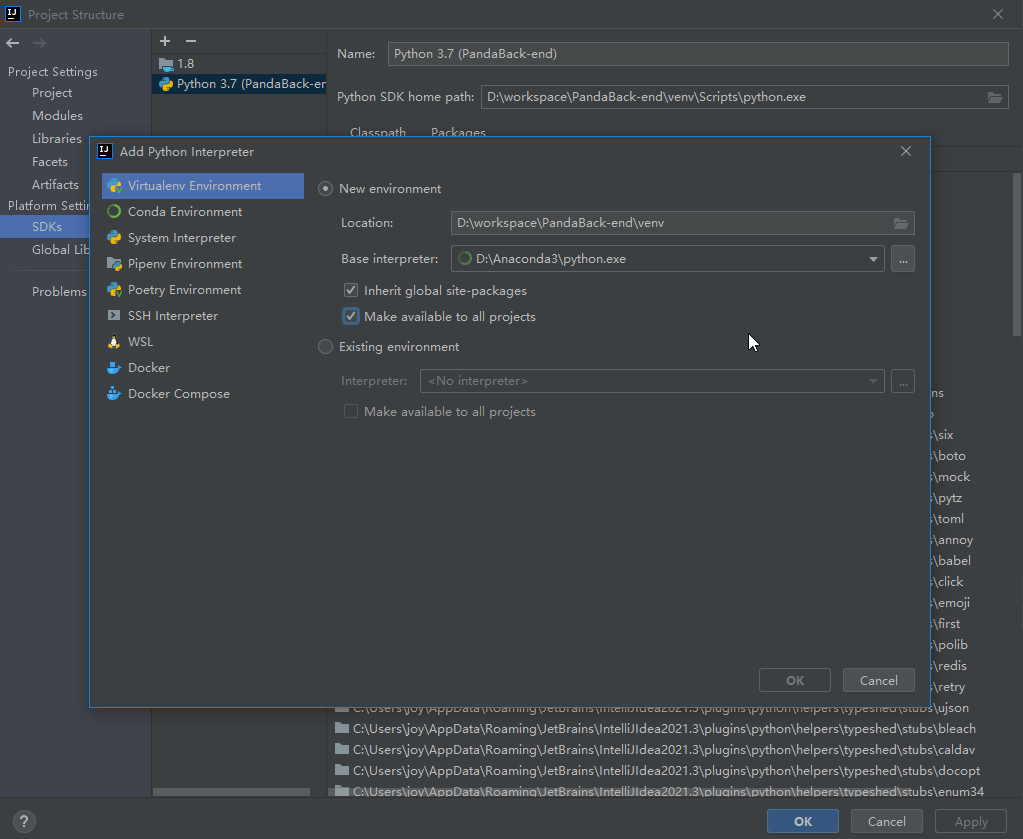 Project Structure
Project Settings
Project
Modules
Libraries
Facets
Artifacts
Platform Settin
SDKs
Global Lib
Problems
1.8
Python 3.7 (PandaBack-en
Name: Python 3.7 (PandaBack-end)
Python SDK home path: D:\workspace\PandaBack-end\venv\Scripts\python.exe
Classpath Packages
Add Python Interpreter
Virtualenv Environment
Conda Environment
System Interpreter
Pipenv Environment
Poetry Environment
SSH Interpreter
WSL
Docker
Docker Compose
New environment
Location: D:\workspace\PandaBack-end\venv
Base interpreter: D:\Anaconda3\python.exe ...
Inherit global site-packages
Make available to all projects
Existing environment
Interpreter: <No interpreter> ...
Make available to all projects
OK Cancel
ns
\six
\boto
\mock
\pytz
\toml
\annoy
\babel
\click
\emoji
\first
\polib
\redis
\retry
C:\Users\joy\AppData\Roaming\JetBrains\IntelliJIdea2021.3\plugins\python\helpers\typeshed\stubs\ujson
C:\Users\joy\AppData\Roaming\JetBrains\IntelliJIdea2021.3\plugins\python\helpers\typeshed\stubs\bleach
C:\Users\joy\AppData\Roaming\JetBrains\IntelliJIdea2021.3\plugins\python\helpers\typeshed\stubs\caldav
C:\Users\joy\AppData\Roaming\JetBrains\IntelliJIdea2021.3\plugins\python\helpers\typeshed\stubs\docopt
C:\Users\joy\AppData\Roaming\JetBrains\IntelliJIdea2021.3\plugins\python\helpers\typeshed\stubs\enum34
? OK Cancel Apply